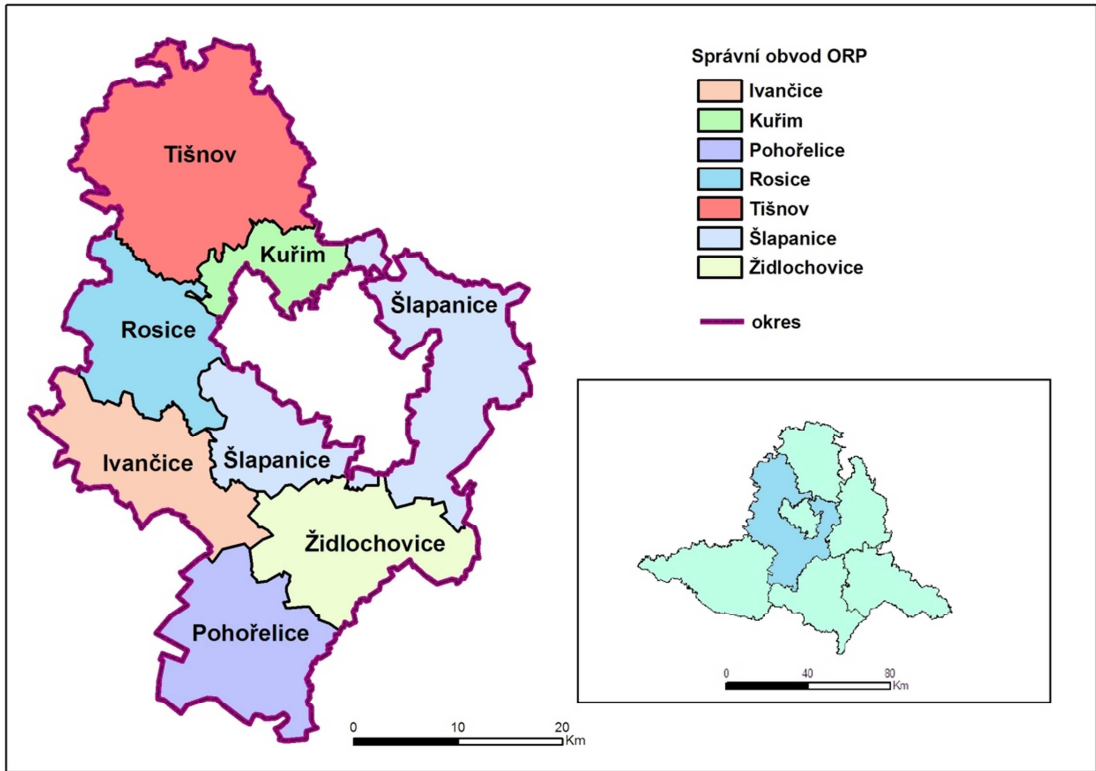 Správní obvod ORP
Ivančice
Kuřim
Pohořelice
Rosice
Tišnov
Šlapanice
Židlochovice
okres
Tišnov
Kuřim
Šlapanice
Rosice
Ivančice
Šlapanice
Židlochovice
Pohořelice
0 10 20
Km
0 40 80
Km